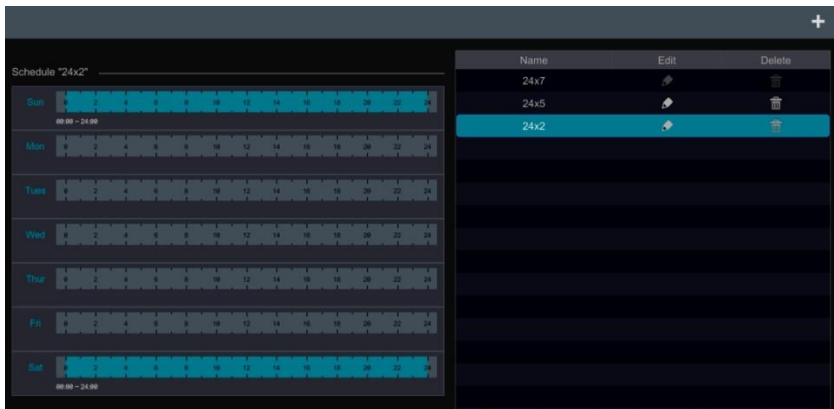 +
Schedule "24x2"
Sun 0 2 4 6 8 10 12 14 16 18 20 22 24
00:00 ~ 24:00
Mon 0 2 4 6 8 10 12 14 16 18 20 22 24
Tues 0 2 4 6 8 10 12 14 16 18 20 22 24
Wed 0 2 4 6 8 10 12 14 16 18 20 22 24
Thur 0 2 4 6 8 10 12 14 16 18 20 22 24
Fri 0 2 4 6 8 10 12 14 16 18 20 22 24
Sat 0 2 4 6 8 10 12 14 16 18 20 22 24
00:00 ~ 24:00
Name Edit Delete
24x7
24x5
24x2